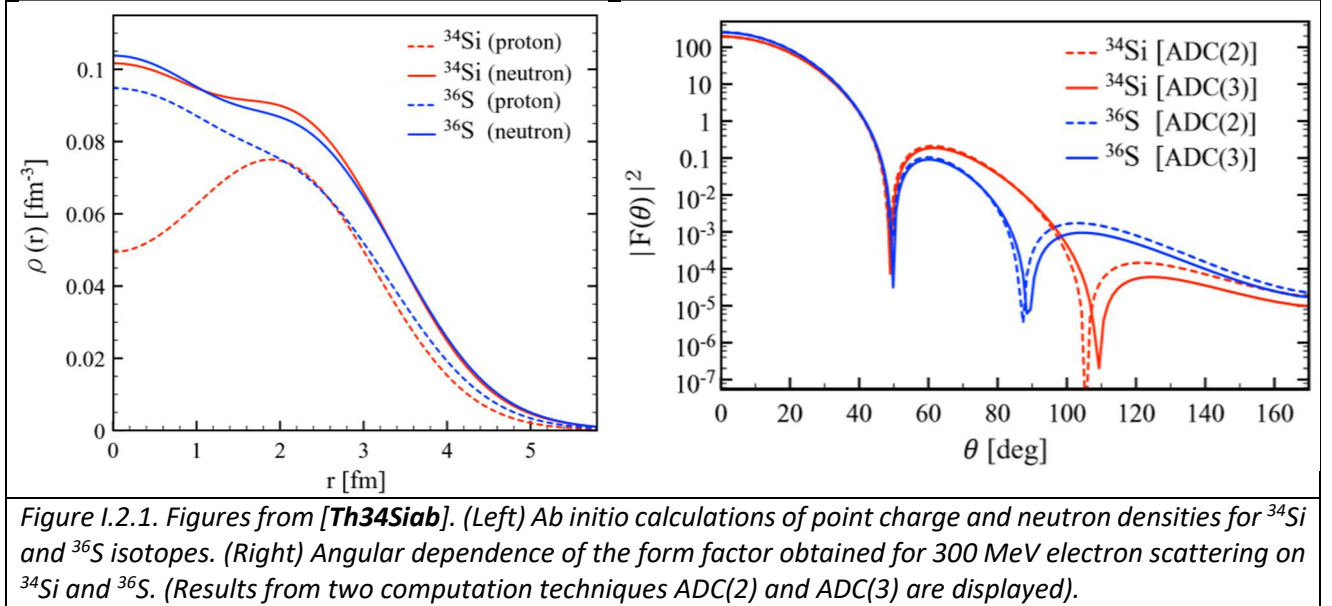 0.1
0.08
0.06
0.04
0.02
0
ρ (r) [fm⁻³]
0 1 2 3 4 5
r [fm]
³⁴Si (proton)
³⁴Si (neutron)
³⁶S (proton)
³⁶S (neutron)
100
10
1
0.1
10⁻²
10⁻³
10⁻⁴
10⁻⁵
10⁻⁶
10⁻⁷
|F(θ)|²
0 20 40 60 80 100 120 140 160
θ [deg]
³⁴Si [ADC(2)]
³⁴Si [ADC(3)]
³⁶S [ADC(2)]
³⁶S [ADC(3)]
Figure I.2.1. Figures from [Th34Siab]. (Left) Ab initio calculations of point charge and neutron densities for ³⁴Si
and ³⁶S isotopes. (Right) Angular dependence of the form factor obtained for 300 MeV electron scattering on
³⁴Si and ³⁶S. (Results from two computation techniques ADC(2) and ADC(3) are displayed).